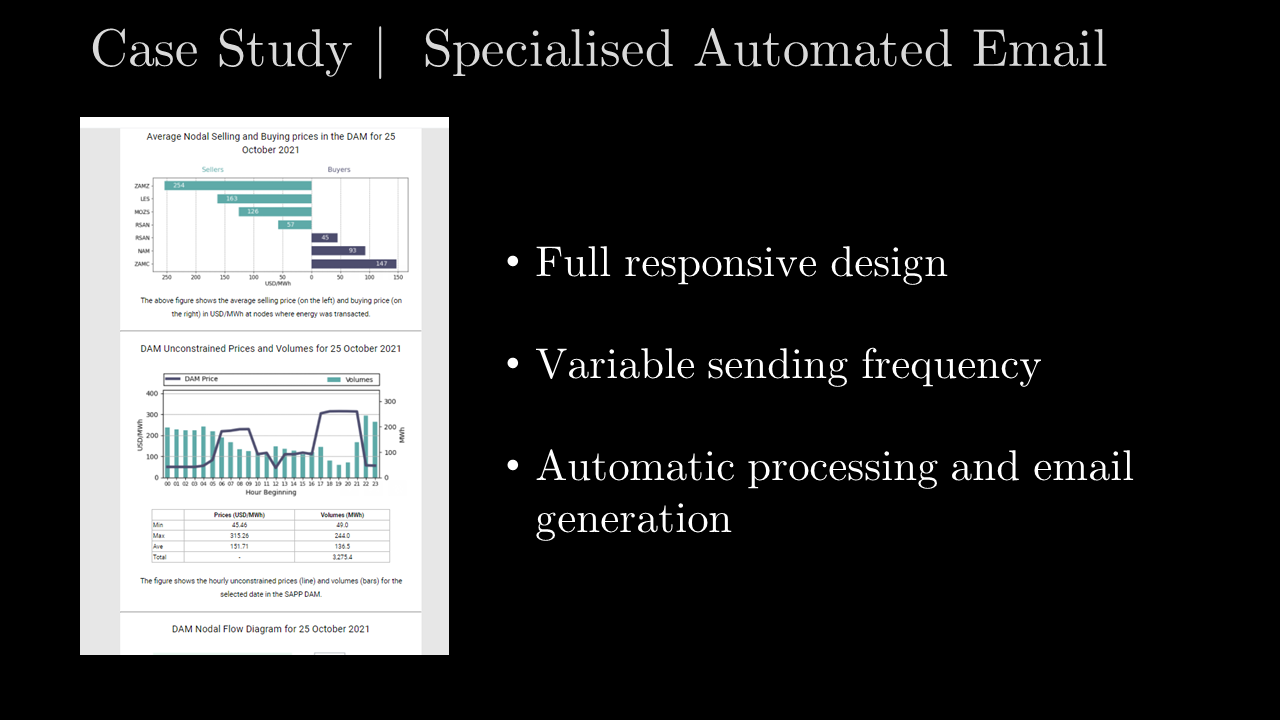 Case Study | Specialised Automated Email
Average Nodal Selling and Buying prices in the DAM for 25
October 2021
Sellers Buyers
ZAMZ 254
LES 163
MOZS 126
RSAN 57
RSAN 45
NAM 93
ZAMC 147
250 200 150 100 50 0 50 100 150
USD/MWh
The above figure shows the average selling price (on the left) and buying price (on
the right) in USD/MWh at nodes where energy was transacted.
DAM Unconstrained Prices and Volumes for 25 October 2021
DAM Price Volumes
400
300
200
100
0
USD/MWh
300
200
100
0
MWh
00 01 02 03 04 05 06 07 08 09 10 11 12 13 14 15 16 17 18 19 20 21 22 23
Hour Beginning
Prices (USD/MWh) Volumes (MWh)
Min 45.46 49.0
Max 315.26 244.0
Ave 151.71 136.5
Total - 3,275.4
The figure shows the hourly unconstrained prices (line) and volumes (bars) for the
selected date in the SAPP DAM.
DAM Nodal Flow Diagram for 25 October 2021
• Full responsive design
• Variable sending frequency
• Automatic processing and email
generation